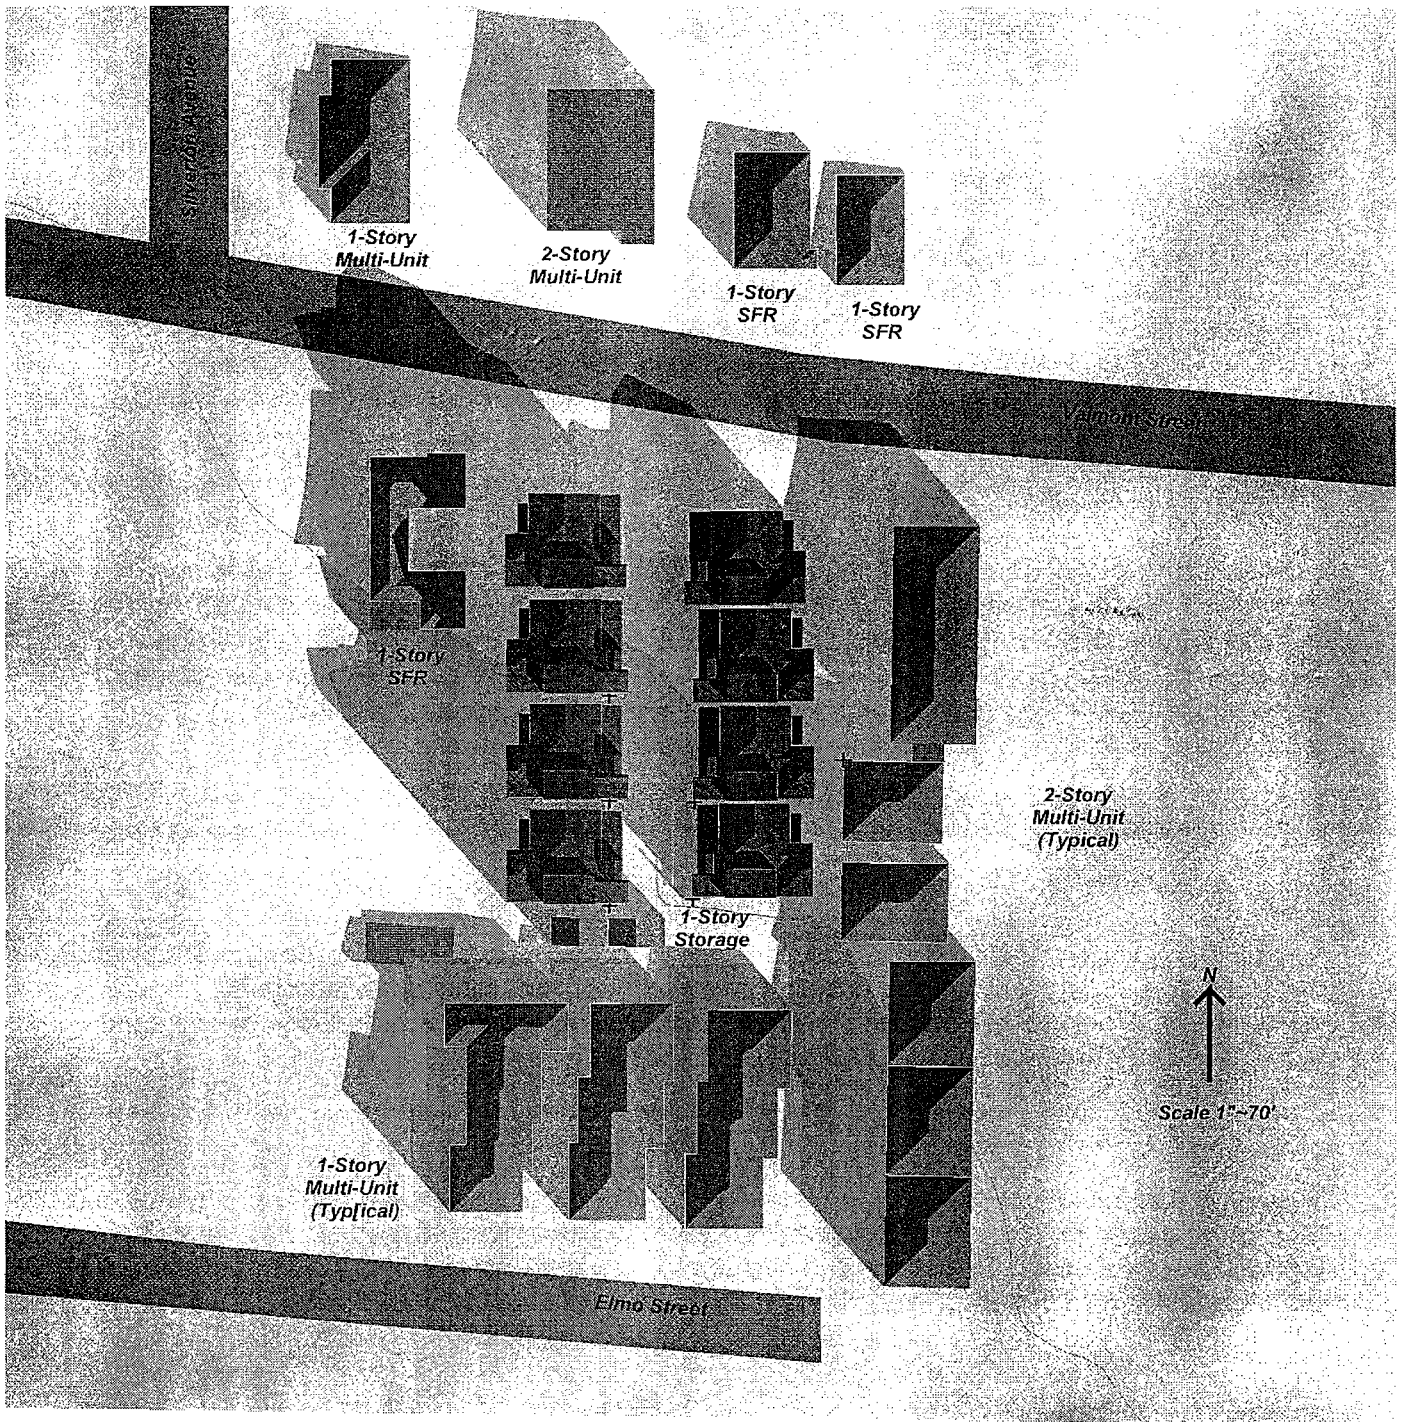 Silverton Avenue
1-Story
Multi-Unit
2-Story
Multi-Unit
1-Story
SFR
1-Story
SFR
Valmont Street
1-Story
SFR
2-Story
Multi-Unit
(Typical)
1-Story
Storage
N
Scale 1"~70'
1-Story
Multi-Unit
(Typ[ical)
Elmo Street